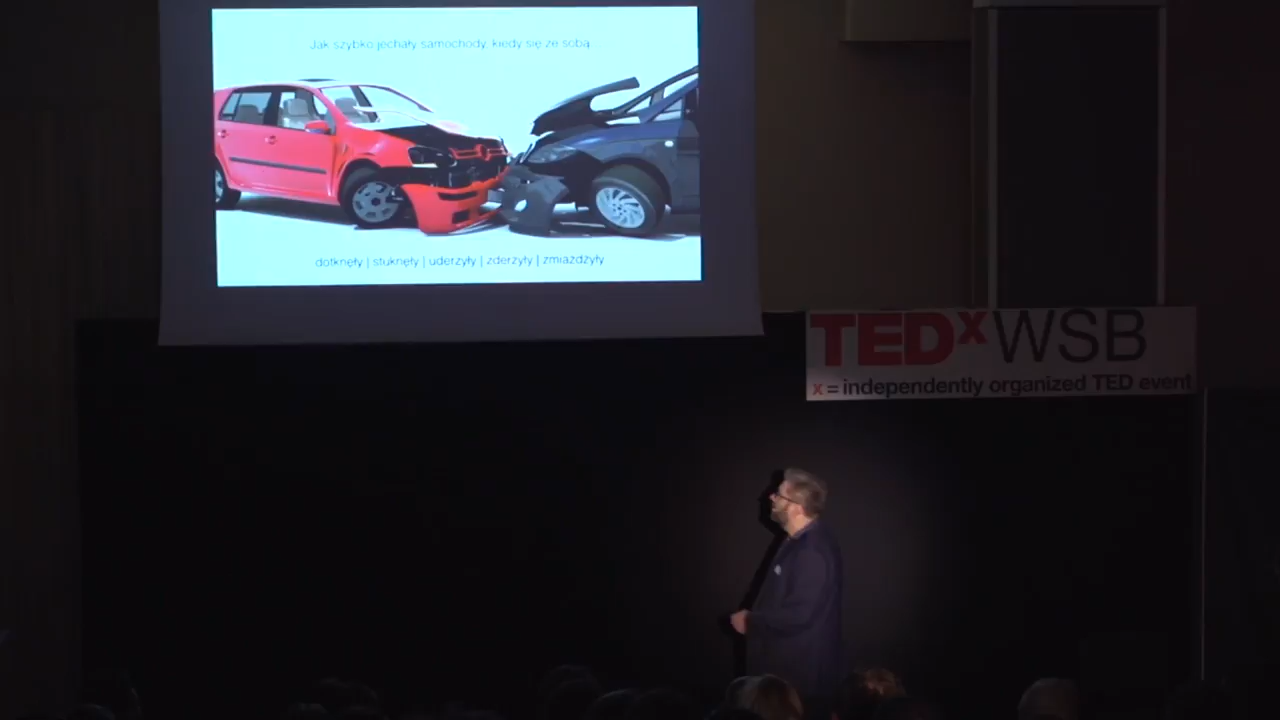 Jak szybko jechały samochody, kiedy się ze sobą
dotknęły | stuknęły | uderzyły | zderzyły | zmiażdżyły
TEDxWSB
x = independently organized TED event